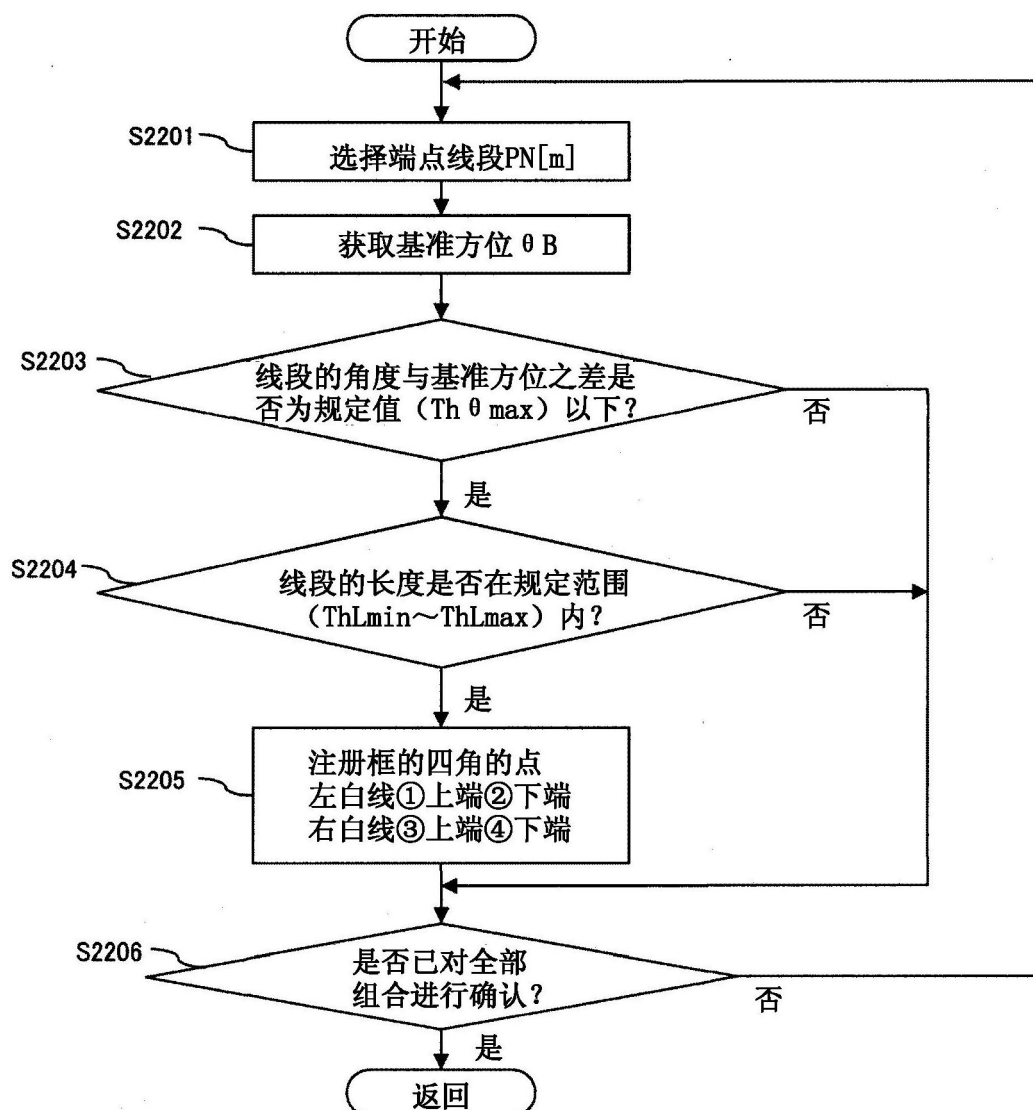 开始
S2201
选择端点线段PN[m]
S2202
获取基准方位θB
S2203
线段的角度与基准方位之差是
否为规定值（Thθmax）以下？
否
是
S2204
线段的长度是否在规定范围
（ThLmin～ThLmax）内？
否
是
S2205
注册框的四角的点
左白线①上端②下端
右白线③上端④下端
S2206
是否已对全部
组合进行确认？
否
是
返回